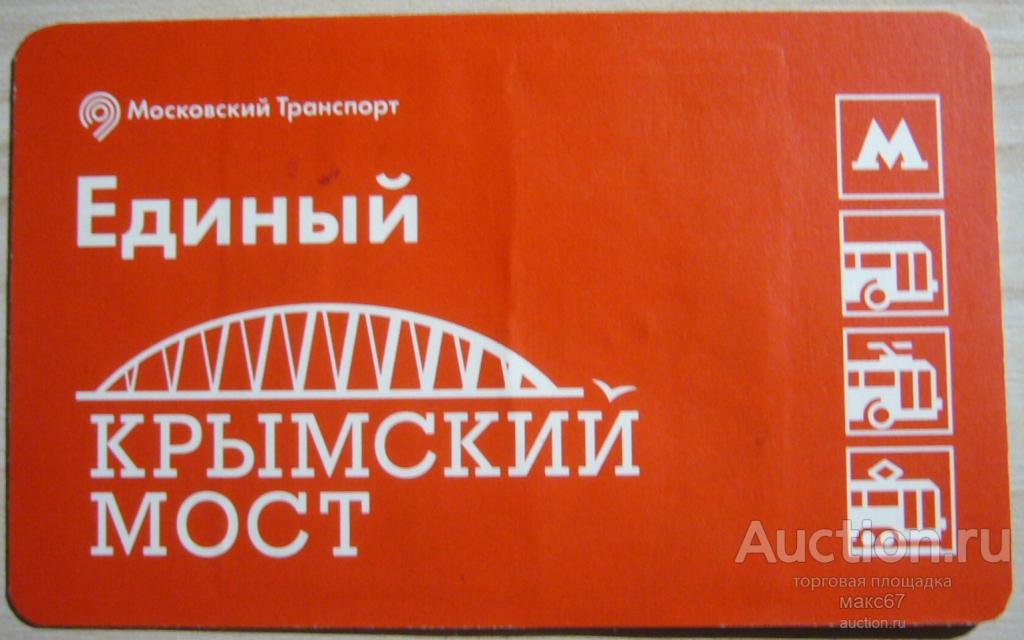 Московский Транспорт
Единый
КРЫМСКИЙ
МОСТ
М
Auction.ru
торговая площадка
макс67
auction.ru